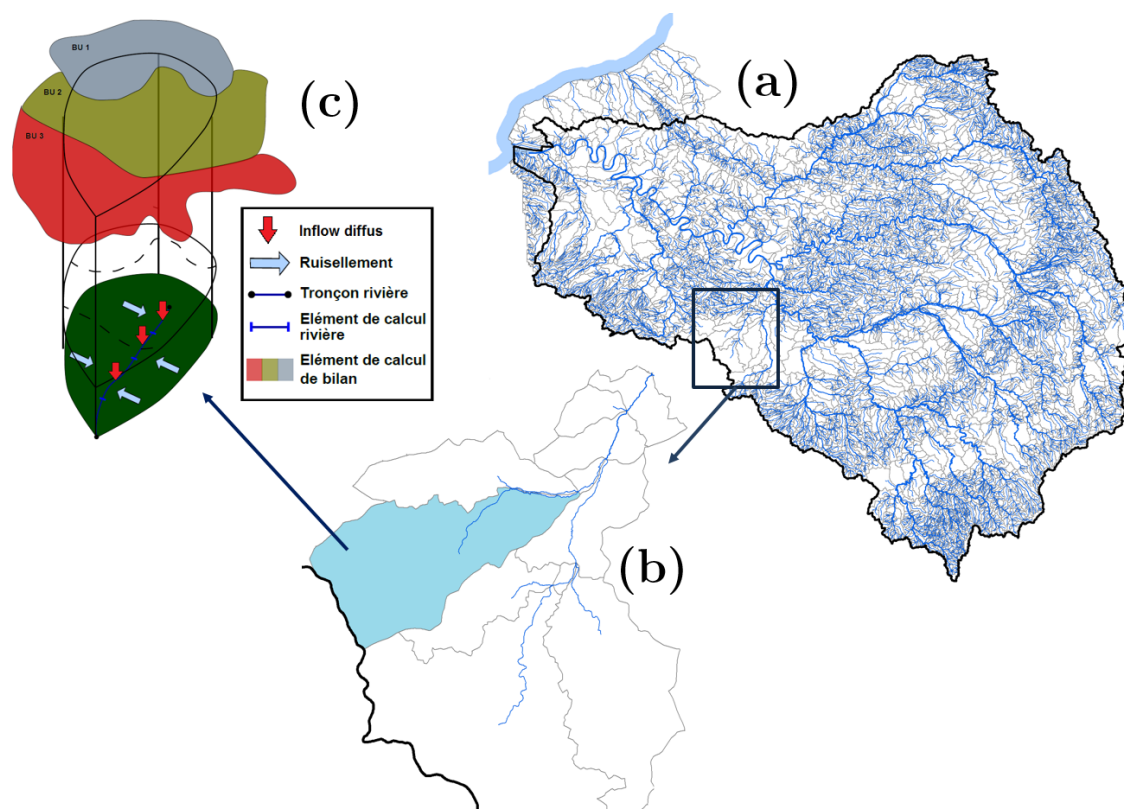 BU 1
BU 2
BU 3
(c)
(a)
Inflow diffus
Ruisellement
Tronçon rivière
Elément de calcul
rivière
Elément de calcul
de bilan
(b)